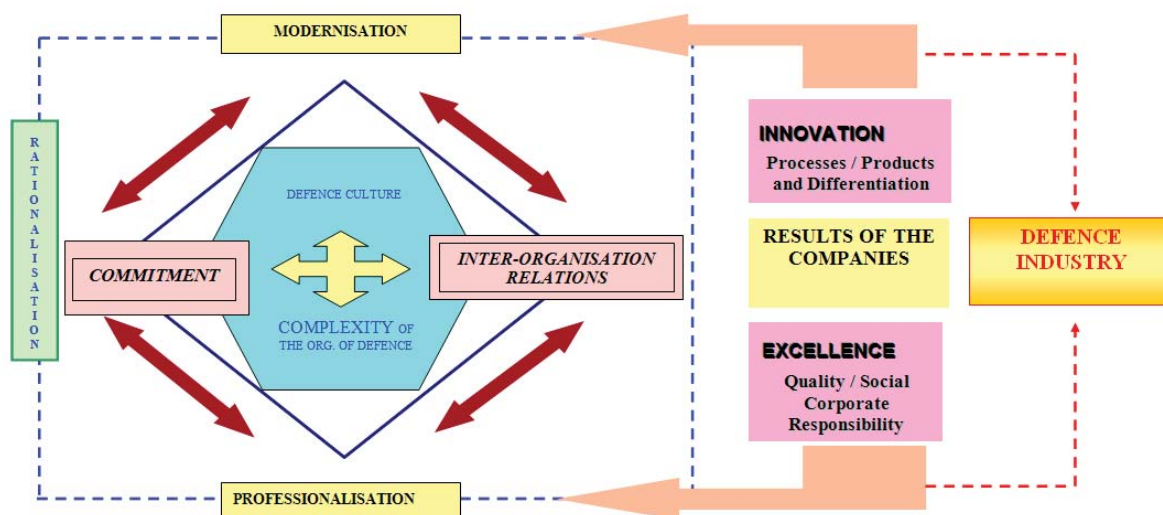 MODERNISATION
RATIONALISATION
DEFENCE CULTURE
COMMITMENT
INTER-ORGANISATION
RELATIONS
COMPLEXITY OF
THE ORG. OF DEFENCE
PROFESSIONALISATION
INNOVATION
Processes / Products
and Differentiation
RESULTS OF THE
COMPANIES
EXCELLENCE
Quality / Social
Corporate
Responsibility
DEFENCE
INDUSTRY